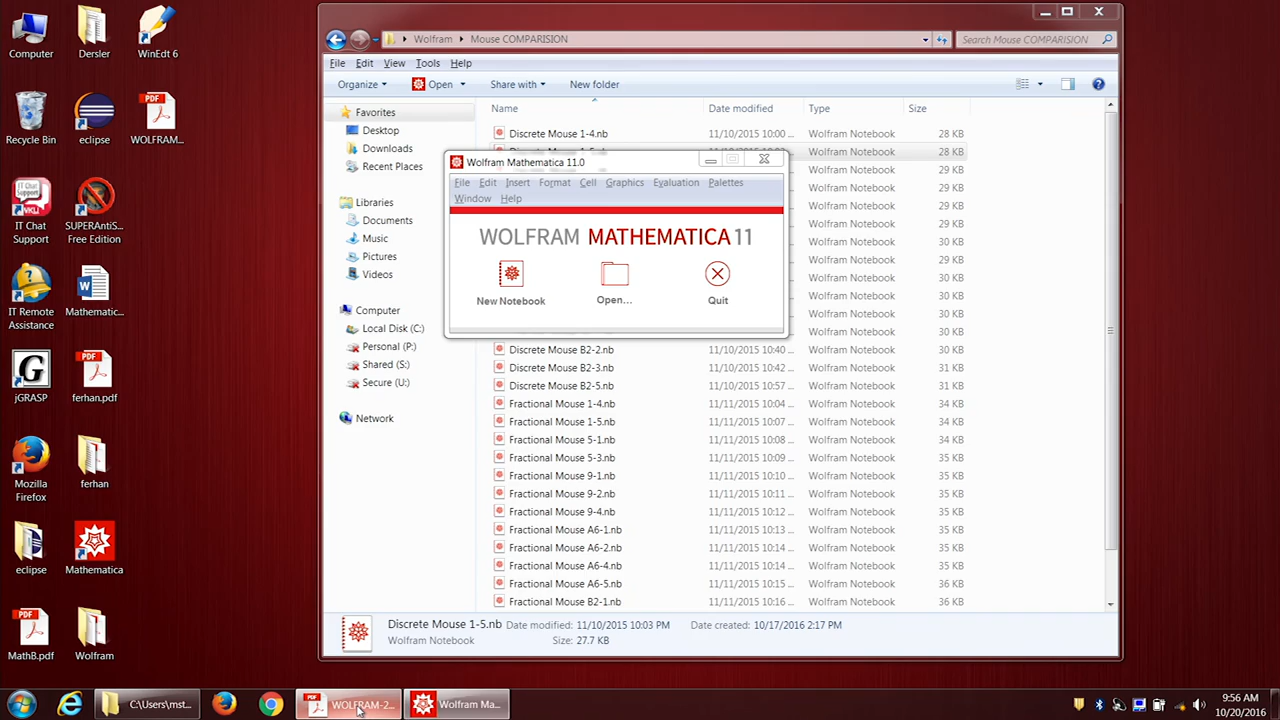 Computer
Dersler
WinEdt 6
Recycle Bin
eclipse
WOLFRAM...
IT Chat
Support
SUPERAntiS...
Free Edition
IT Remote
Assistance
Mathematic...
jGRASP
ferhan.pdf
Mozilla
Firefox
ferhan
eclipse
Mathematica
MathB.pdf
Wolfram
Wolfram Mouse COMPARISION
Search Mouse COMPARISION
File Edit View Tools Help
Organize Open Share with New folder
Name Date modified Type Size
Favorites
Desktop
Downloads
Recent Places
Libraries
Documents
Music
Pictures
Videos
Computer
Local Disk (C:)
Personal (P:)
Shared (S:)
Secure (U:)
Network
Discrete Mouse 1-4.nb 11/10/2015 10:00 ... Wolfram Notebook 28 KB
Wolfram Notebook 28 KB
Wolfram Notebook 29 KB
Wolfram Notebook 29 KB
Wolfram Notebook 29 KB
Wolfram Notebook 29 KB
Wolfram Notebook 30 KB
Wolfram Notebook 30 KB
Wolfram Notebook 30 KB
Wolfram Notebook 30 KB
Wolfram Notebook 30 KB
Wolfram Notebook 30 KB
Discrete Mouse B2-2.nb 11/10/2015 10:40 ... Wolfram Notebook 30 KB
Discrete Mouse B2-3.nb 11/10/2015 10:42 ... Wolfram Notebook 31 KB
Discrete Mouse B2-5.nb 11/10/2015 10:57 ... Wolfram Notebook 30 KB
Fractional Mouse 1-4.nb 11/11/2015 10:04 ... Wolfram Notebook 34 KB
Fractional Mouse 1-5.nb 11/11/2015 10:07 ... Wolfram Notebook 34 KB
Fractional Mouse 5-1.nb 11/11/2015 10:08 ... Wolfram Notebook 34 KB
Fractional Mouse 5-3.nb 11/11/2015 10:09 ... Wolfram Notebook 34 KB
Fractional Mouse 9-1.nb 11/11/2015 10:10 ... Wolfram Notebook 35 KB
Fractional Mouse 9-2.nb 11/11/2015 10:11 ... Wolfram Notebook 35 KB
Fractional Mouse 9-4.nb 11/11/2015 10:12 ... Wolfram Notebook 35 KB
Fractional Mouse A6-1.nb 11/11/2015 10:13 ... Wolfram Notebook 35 KB
Fractional Mouse A6-2.nb 11/11/2015 10:14 ... Wolfram Notebook 35 KB
Fractional Mouse A6-4.nb 11/11/2015 10:14 ... Wolfram Notebook 35 KB
Fractional Mouse A6-5.nb 11/11/2015 10:15 ... Wolfram Notebook 36 KB
Fractional Mouse B2-1.nb 11/11/2015 10:16 ... Wolfram Notebook 36 KB
Wolfram Mathematica 11.0
File Edit Insert Format Cell Graphics Evaluation Palettes
Window Help
WOLFRAM MATHEMATICA 11
New Notebook Open... Quit
Discrete Mouse 1-5.nb Date modified: 11/10/2015 10:03 PM Date created: 10/17/2016 2:17 PM
Wolfram Notebook Size: 27.7 KB
C:\Users\mst... WOLFRAM-2... Wolfram Ma...
9:56 AM
10/20/2016